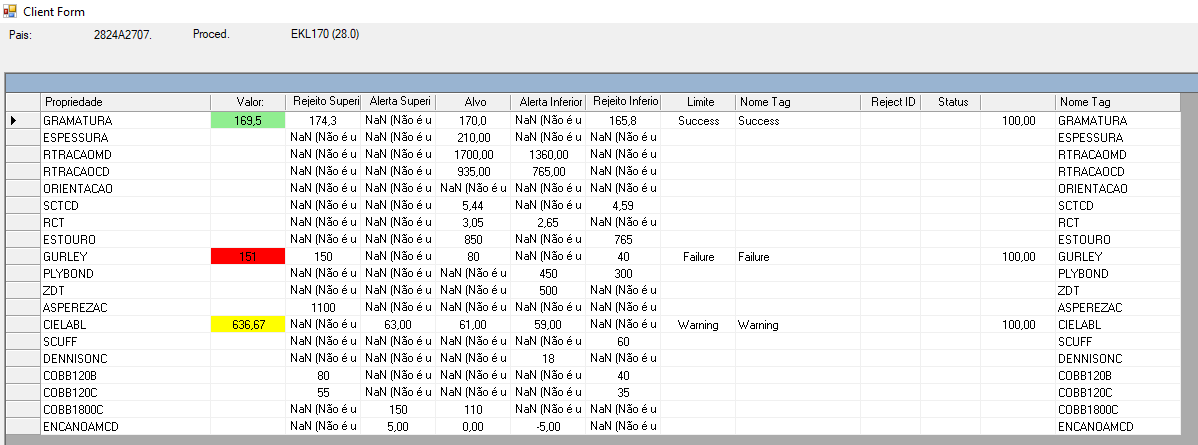 Client Form
Pais: 2824A2707. Proced. EKL170 (28.0)
Propriedade Valor: Rejeito Superi Alerta Superi Alvo Alerta Inferior Rejeito Inferio Limite Nome Tag Reject ID Status Nome Tag
GRAMATURA 169,5 174,3 NaN (Não é u 170,0 NaN (Não é u 165,8 Success Success 100,00 GRAMATURA
ESPESSURA NaN (Não é u NaN (Não é u 210,00 NaN (Não é u NaN (Não é u ESPESSURA
RTRACAOMD NaN (Não é u NaN (Não é u 1700,00 1360,00 NaN (Não é u RTRACAOMD
RTRACAOCD NaN (Não é u NaN (Não é u 935,00 765,00 NaN (Não é u RTRACAOCD
ORIENTACAO NaN (Não é u NaN (Não é u NaN (Não é u NaN (Não é u NaN (Não é u ORIENTACAO
SCTCD NaN (Não é u NaN (Não é u 5,44 NaN (Não é u 4,59 SCTCD
RCT NaN (Não é u NaN (Não é u 3,05 2,65 NaN (Não é u RCT
ESTOURO NaN (Não é u NaN (Não é u 850 NaN (Não é u 765 ESTOURO
GURLEY 151 150 NaN (Não é u 80 NaN (Não é u 40 Failure Failure 100,00 GURLEY
PLYBOND NaN (Não é u NaN (Não é u NaN (Não é u 450 300 PLYBOND
ZDT NaN (Não é u NaN (Não é u NaN (Não é u 500 NaN (Não é u ZDT
ASPEREZAC 1100 NaN (Não é u NaN (Não é u NaN (Não é u NaN (Não é u ASPEREZAC
CIELABL 636,67 NaN (Não é u 63,00 61,00 59,00 NaN (Não é u Warning Warning 100,00 CIELABL
SCUFF NaN (Não é u NaN (Não é u NaN (Não é u NaN (Não é u 60 SCUFF
DENNISONC NaN (Não é u NaN (Não é u NaN (Não é u 18 NaN (Não é u DENNISONC
COBB120B 80 NaN (Não é u NaN (Não é u NaN (Não é u 40 COBB120B
COBB120C 55 NaN (Não é u NaN (Não é u NaN (Não é u 35 COBB120C
COBB1800C NaN (Não é u 150 110 NaN (Não é u NaN (Não é u COBB1800C
ENCANOAMCD NaN (Não é u 5,00 0,00 -5,00 NaN (Não é u ENCANOAMCD